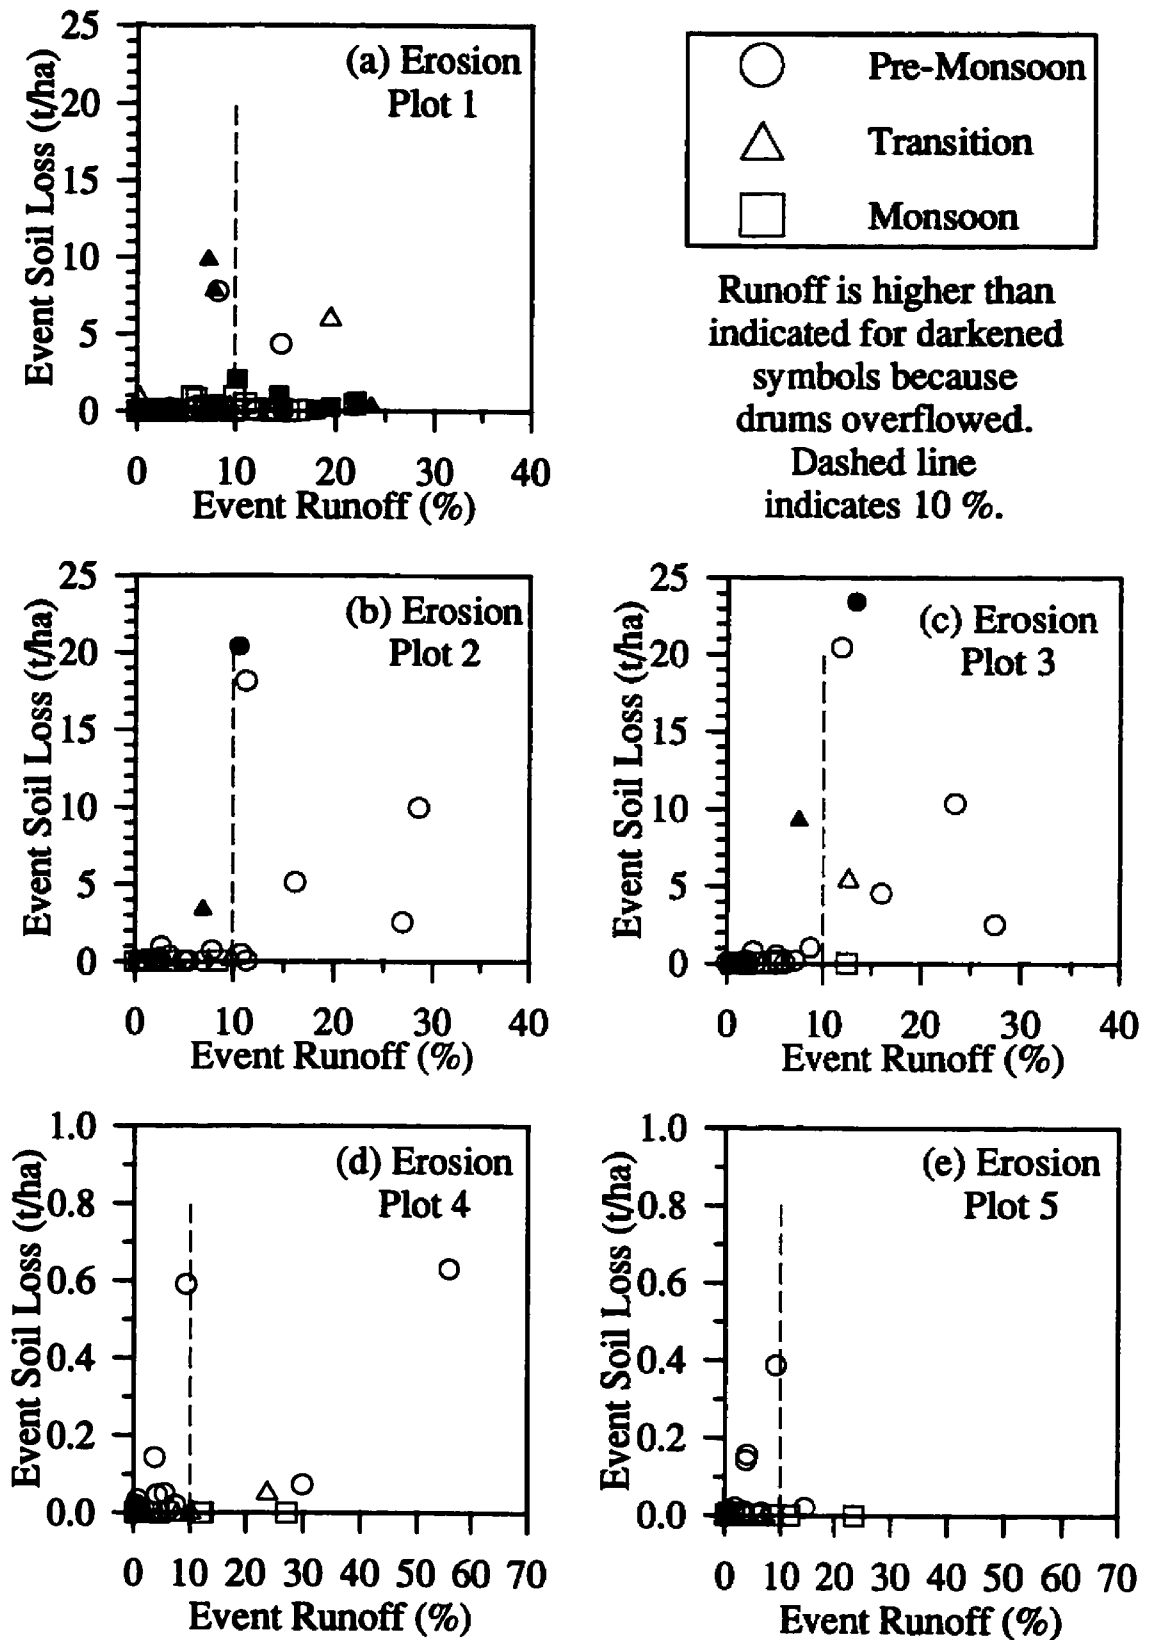 25
20
15
10
5
0
Event Soil Loss (t/ha)
(a) Erosion
Plot 1
0 10 20 30 40
Event Runoff (%)
Pre-Monsoon
Transition
Monsoon
Runoff is higher than
indicated for darkened
symbols because
drums overflowed.
Dashed line
indicates 10 %.
25
20
15
10
5
0
Event Soil Loss (t/ha)
(b) Erosion
Plot 2
0 10 20 30 40
Event Runoff (%)
25
20
15
10
5
0
Event Soil Loss (t/ha)
(c) Erosion
Plot 3
0 10 20 30 40
Event Runoff (%)
1.0
0.8
0.6
0.4
0.2
0.0
Event Soil Loss (t/ha)
(d) Erosion
Plot 4
0 10 20 30 40 50 60 70
Event Runoff (%)
1.0
0.8
0.6
0.4
0.2
0.0
Event Soil Loss (t/ha)
(e) Erosion
Plot 5
0 10 20 30 40 50 60 70
Event Runoff (%)